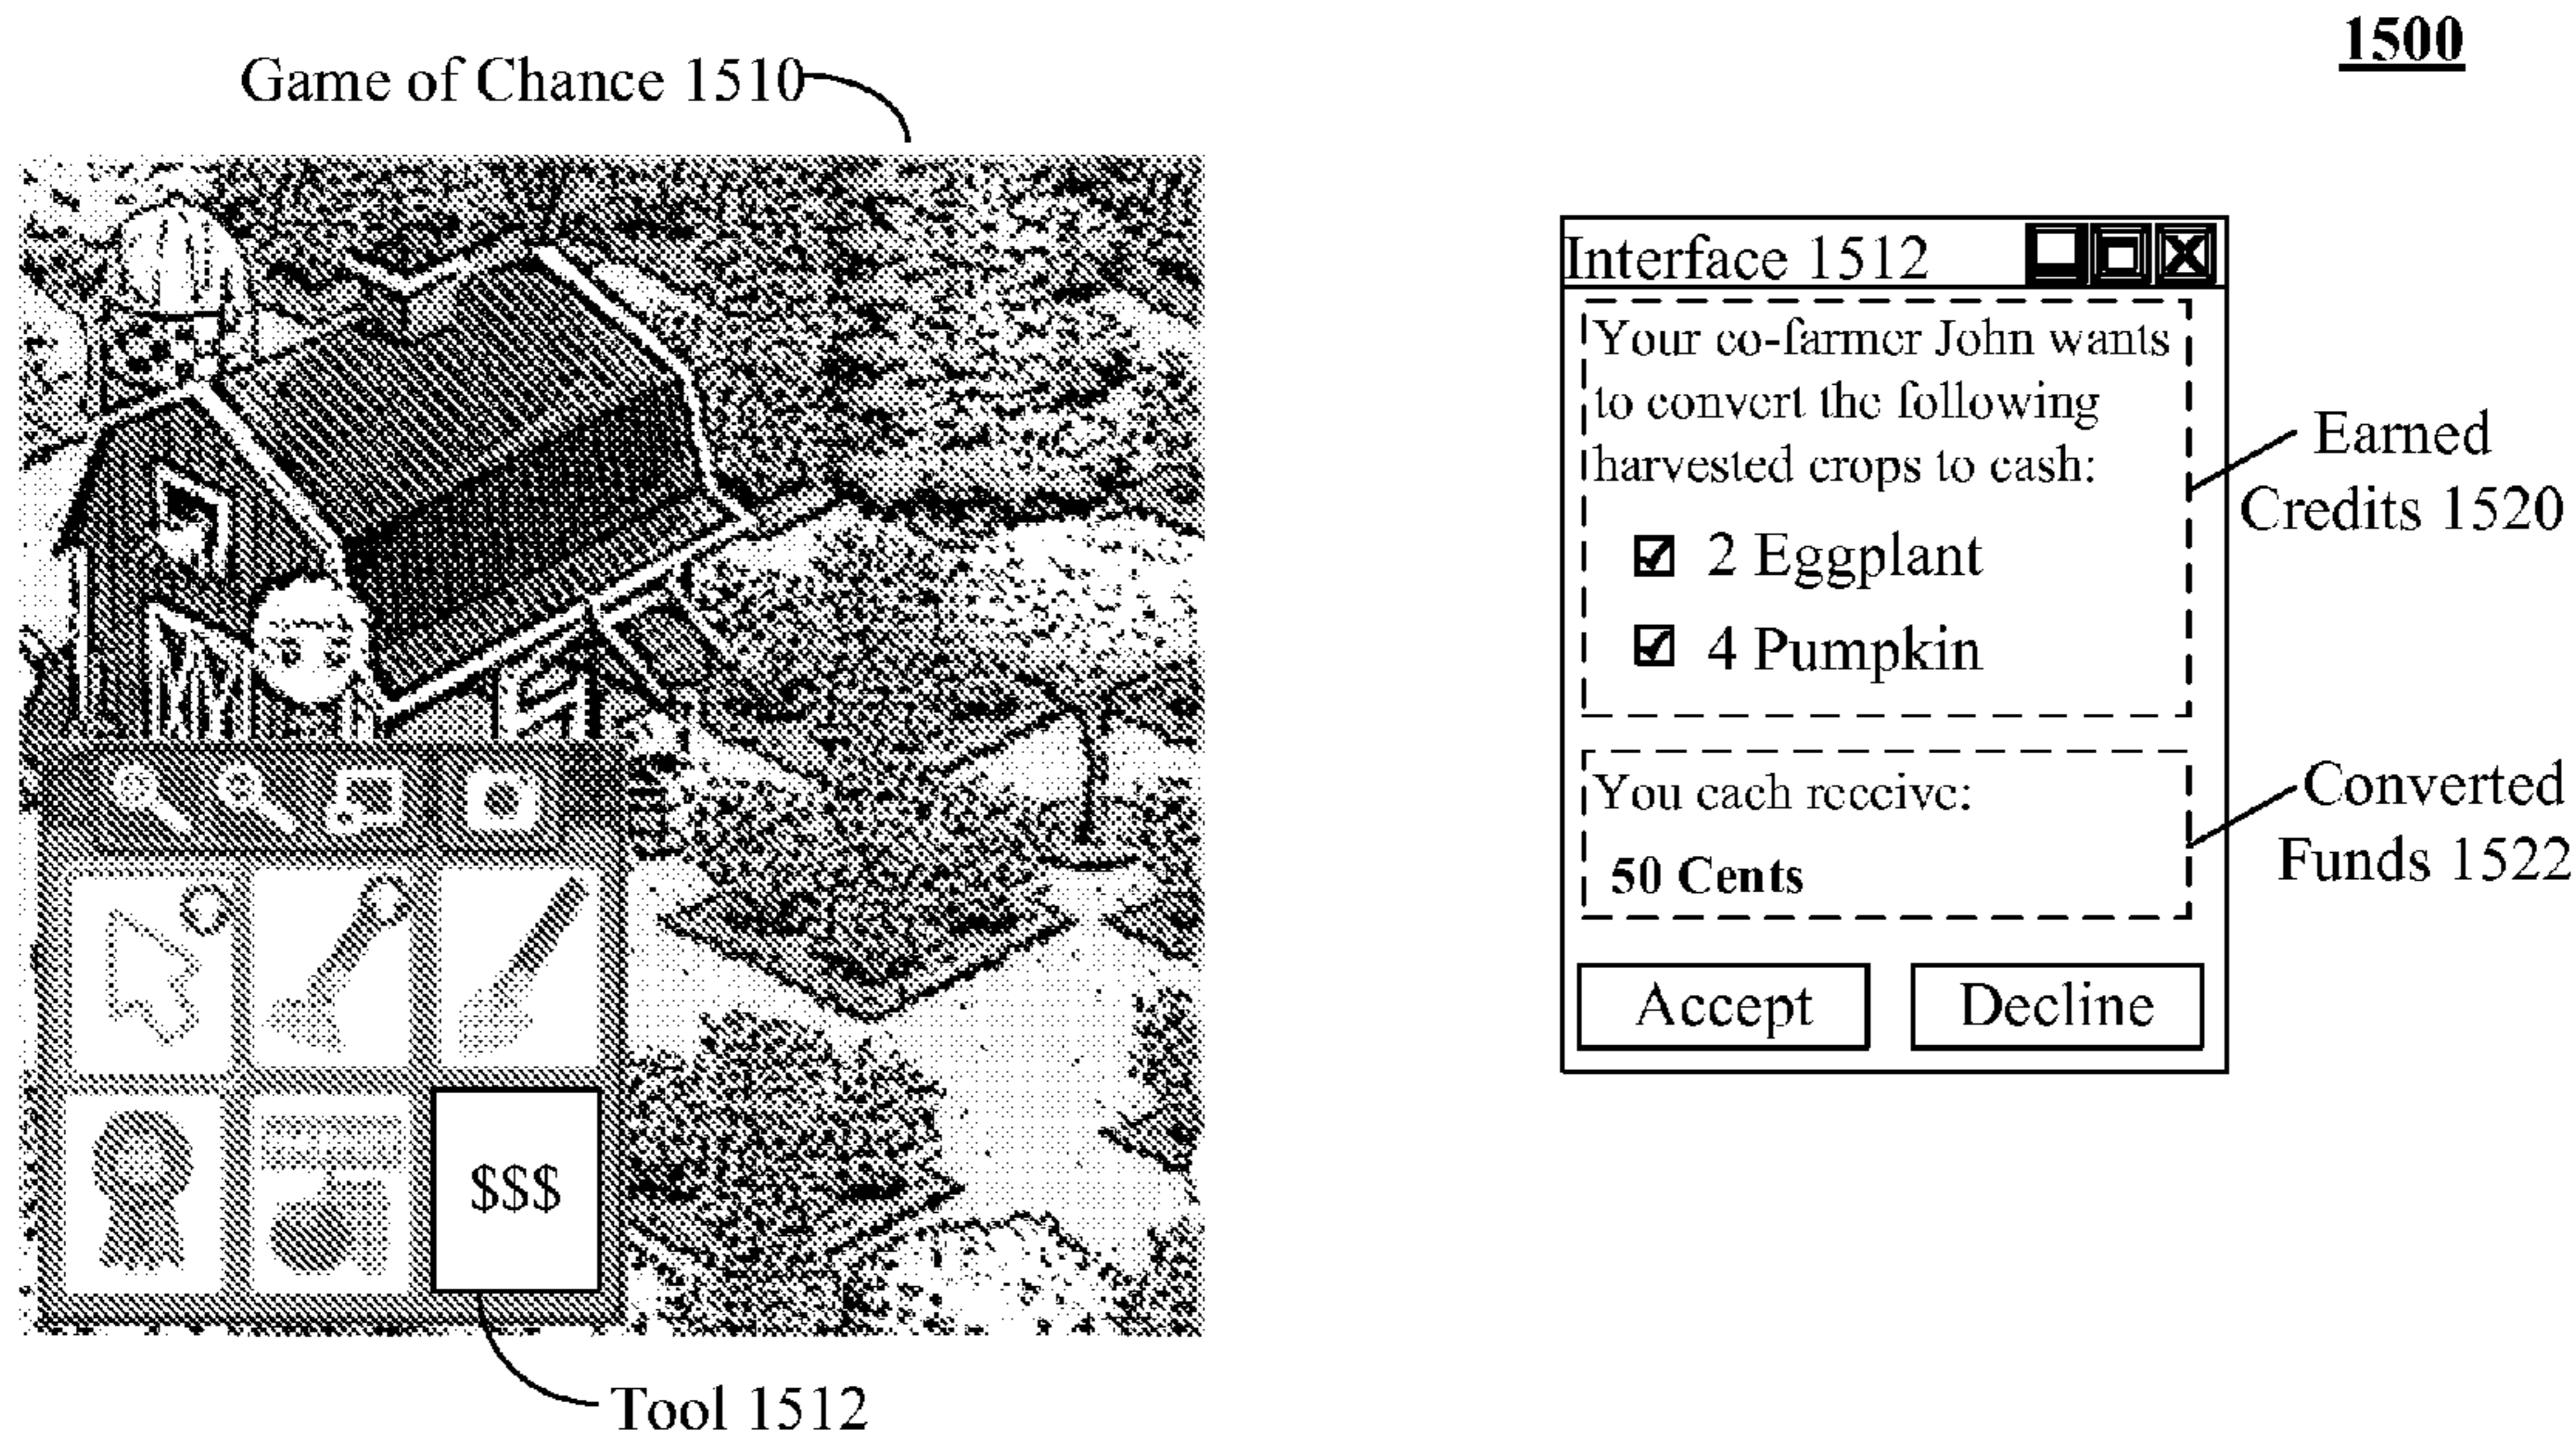 1500
Game of Chance 1510
Interface 1512
Your co-farmer John wants
to convert the following
harvested crops to cash:
2 Eggplant
4 Pumpkin
Earned
Credits 1520
You each receive:
50 Cents
Converted
Funds 1522
Accept
Decline
$$$
Tool 1512